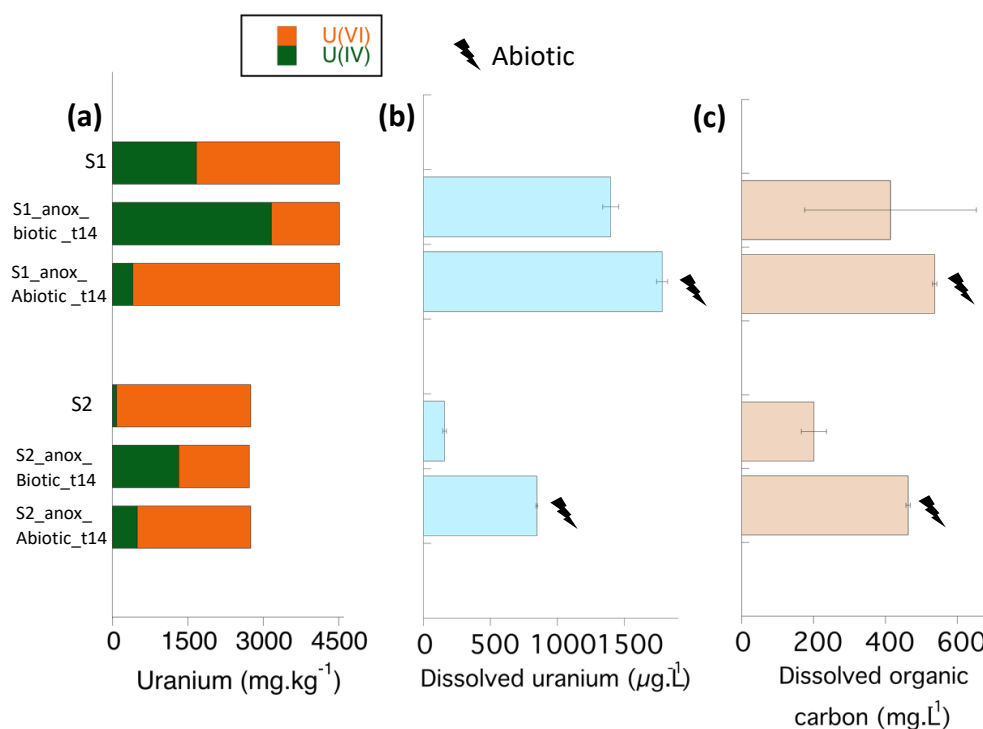 U(VI)
U(IV)
Abiotic
(a)
(b)
(c)
S1
S1_anox_
biotic _t14
S1_anox_
Abiotic _t14
S2
S2_anox_
Biotic_t14
S2_anox_
Abiotic_t14
0 1500 3000 4500
Uranium (mg.kg⁻¹)
0 500 1000 1500
Dissolved uranium (µg.L⁻¹)
0 200 400 600
Dissolved organic
carbon (mg.L⁻¹)